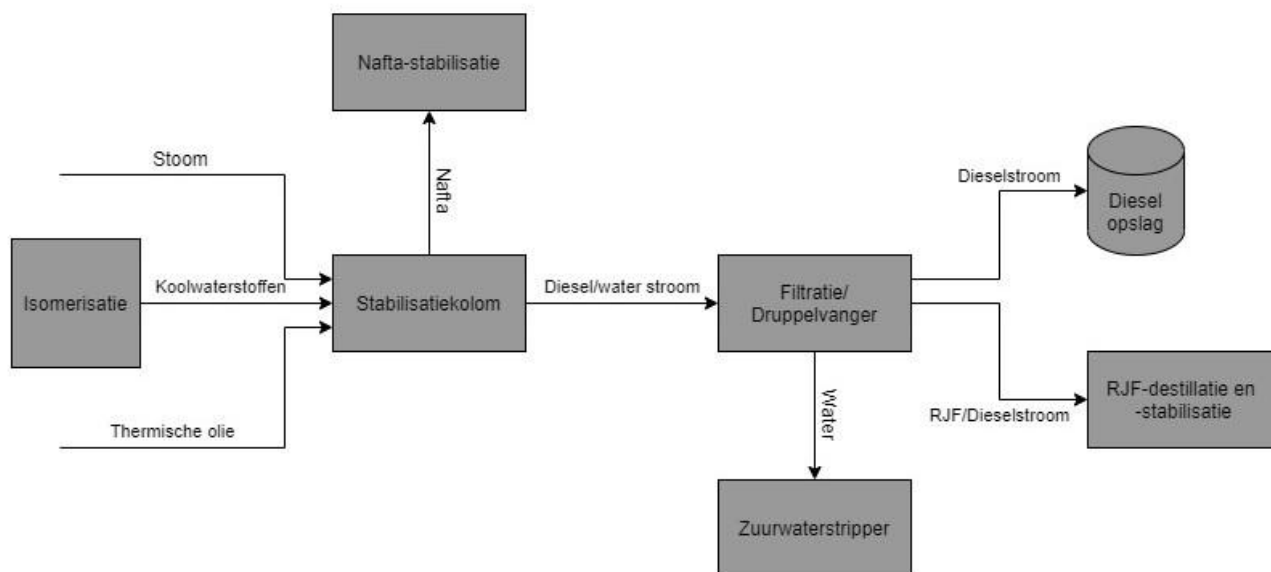 Nafta-stabilisatie
Stoom
Nafta
Dieselstroom
Diesel
opslag
Isomerisatie
Koolwaterstoffen
Stabilisatiekolom
Diesel/water stroom
Filtratie/
Druppelvanger
Thermische olie
Water
RJF/Dieselstroom
RJF-destillatie en
-stabilisatie
Zuurwaterstripper